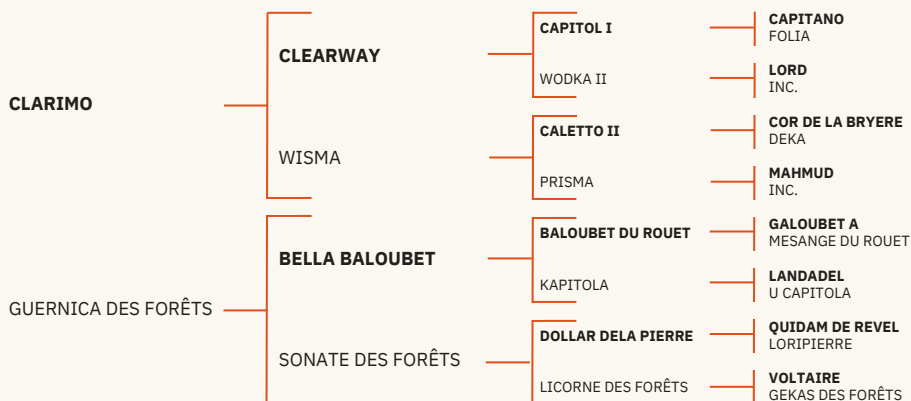 CLARIMO
CLEARWAY
CAPITOL I
CAPITANO
FOLIA
WODKA II
LORD
INC.
WISMA
CALETTO II
COR DE LA BRYERE
DEKA
PRISMA
MAHMUD
INC.
GUERNICA DES FORÊTS
BELLA BALOUBET
BALOUBET DU ROUET
GALOUBET A
MESANGE DU ROUET
KAPITOLA
LANDADEL
U CAPITOLA
SONATE DES FORÊTS
DOLLAR DELA PIERRE
QUIDAM DE REVEL
LORIPIERRE
LICORNE DES FORÊTS
VOLTAIRE
GEKAS DES FORÊTS